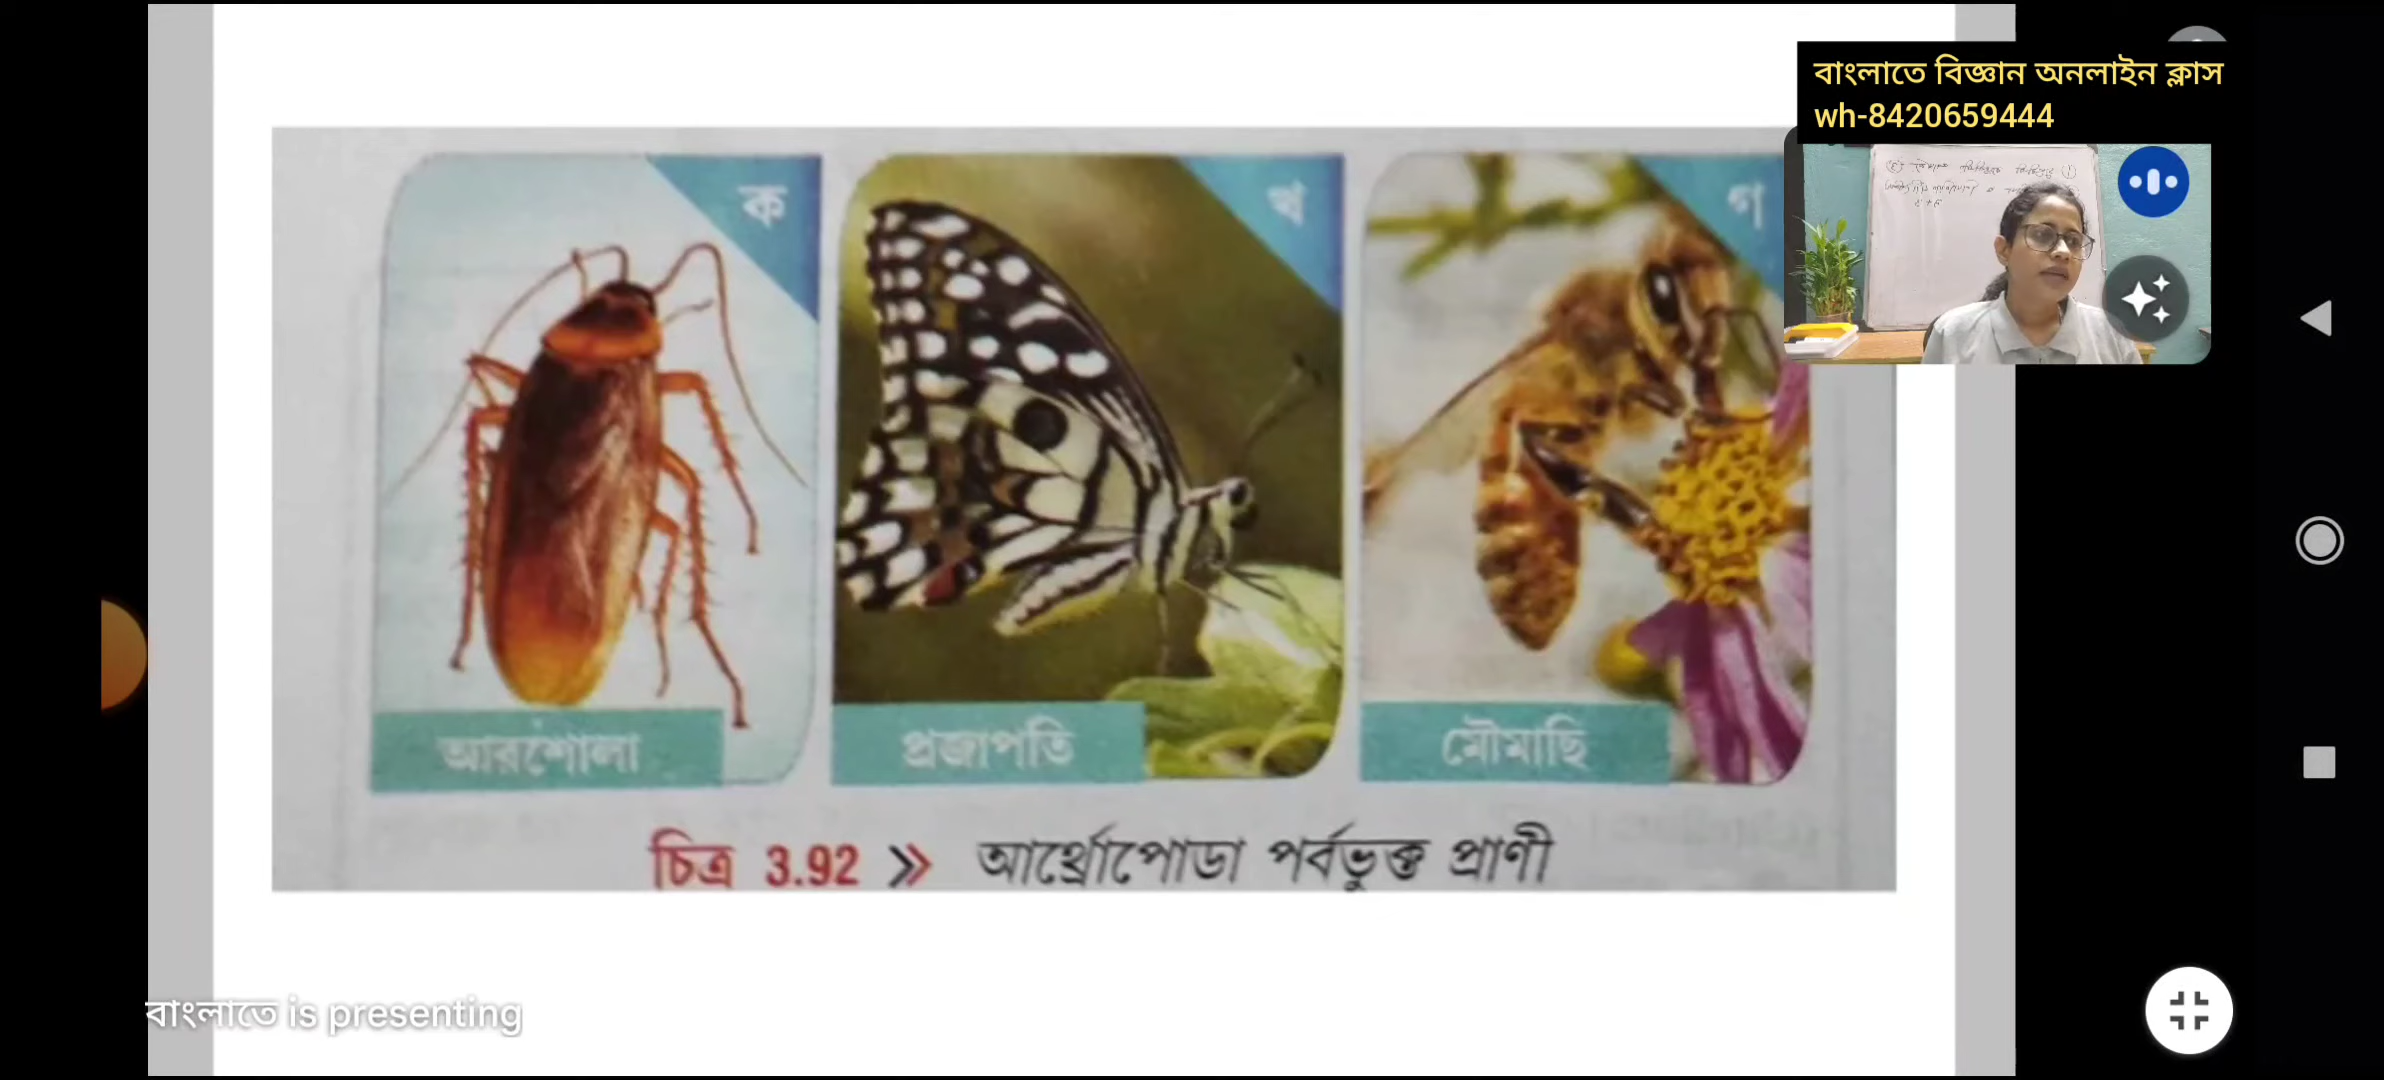 বাংলাতে বিজ্ঞান অনলাইন ক্লাস
wh-8420659444
ক
খ
গ
আরশোলা
প্রজাপতি
মৌমাছি
চিত্র 3.92 >> আর্থ্রোপোডা পর্বভুক্ত প্রাণী
বাংলাতে is presenting